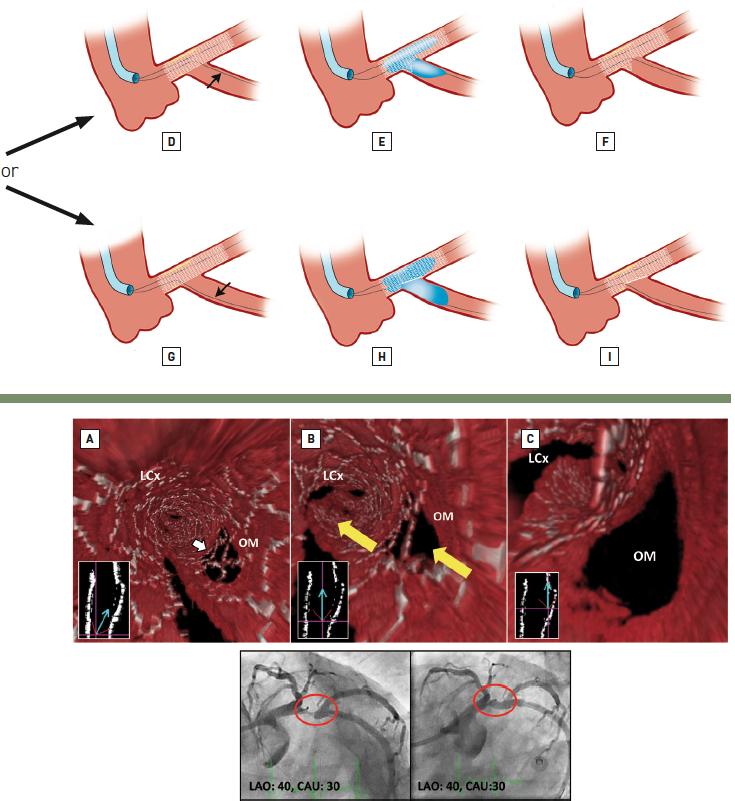 D
E
F
or
G
H
I
A
B
C
LCx
LCx
LCx
OM
OM
OM
LAO: 40, CAU: 30
LAO: 40, CAU:30